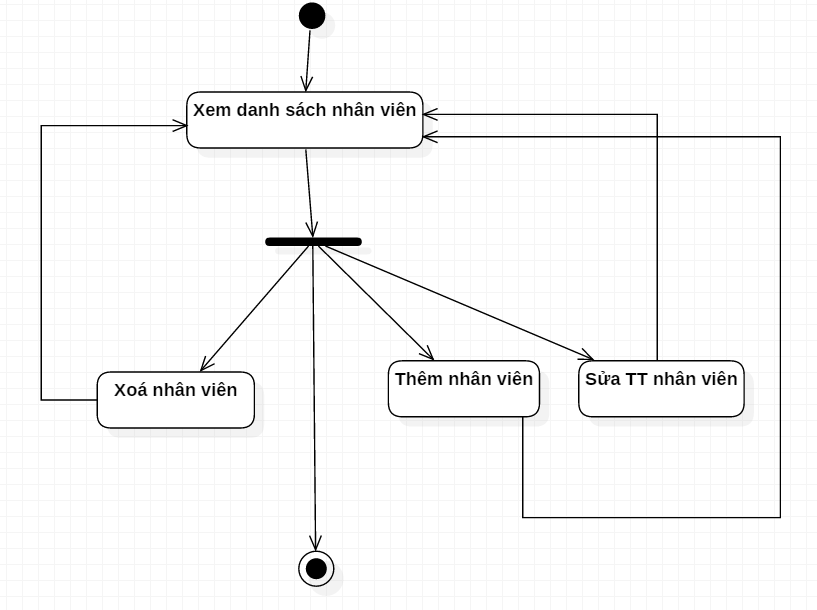 Xem danh sách nhân viên
Xoá nhân viên
Thêm nhân viên
Sửa TT nhân viên